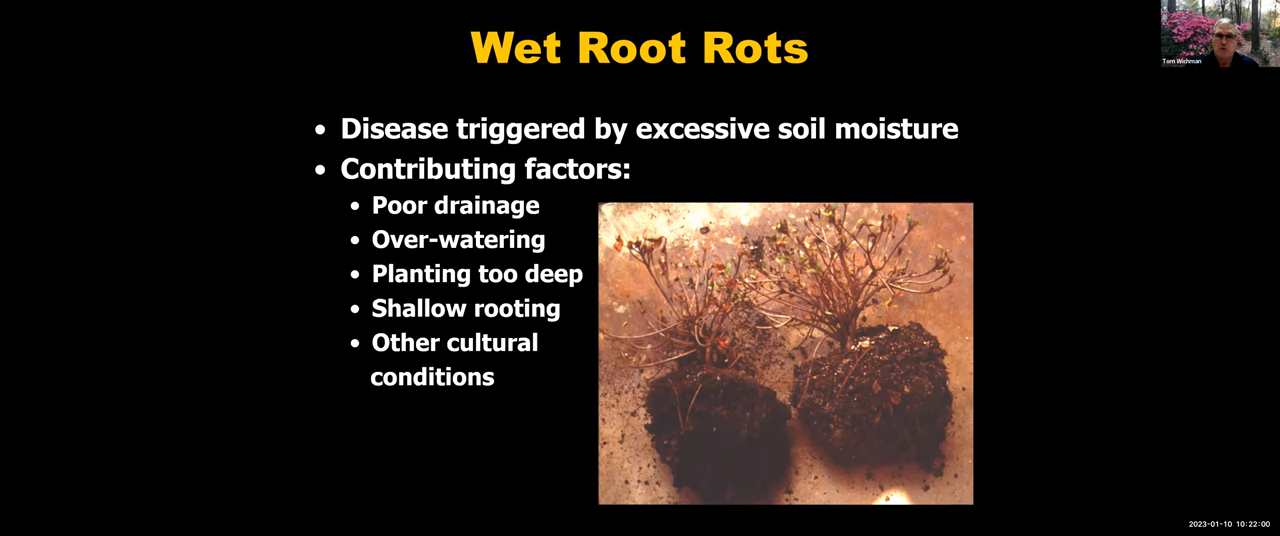 Wet Root Rots
Tom Wichman
• Disease triggered by excessive soil moisture
• Contributing factors:
• Poor drainage
• Over-watering
• Planting too deep
• Shallow rooting
• Other cultural
conditions
2023-01-10 10:22:00